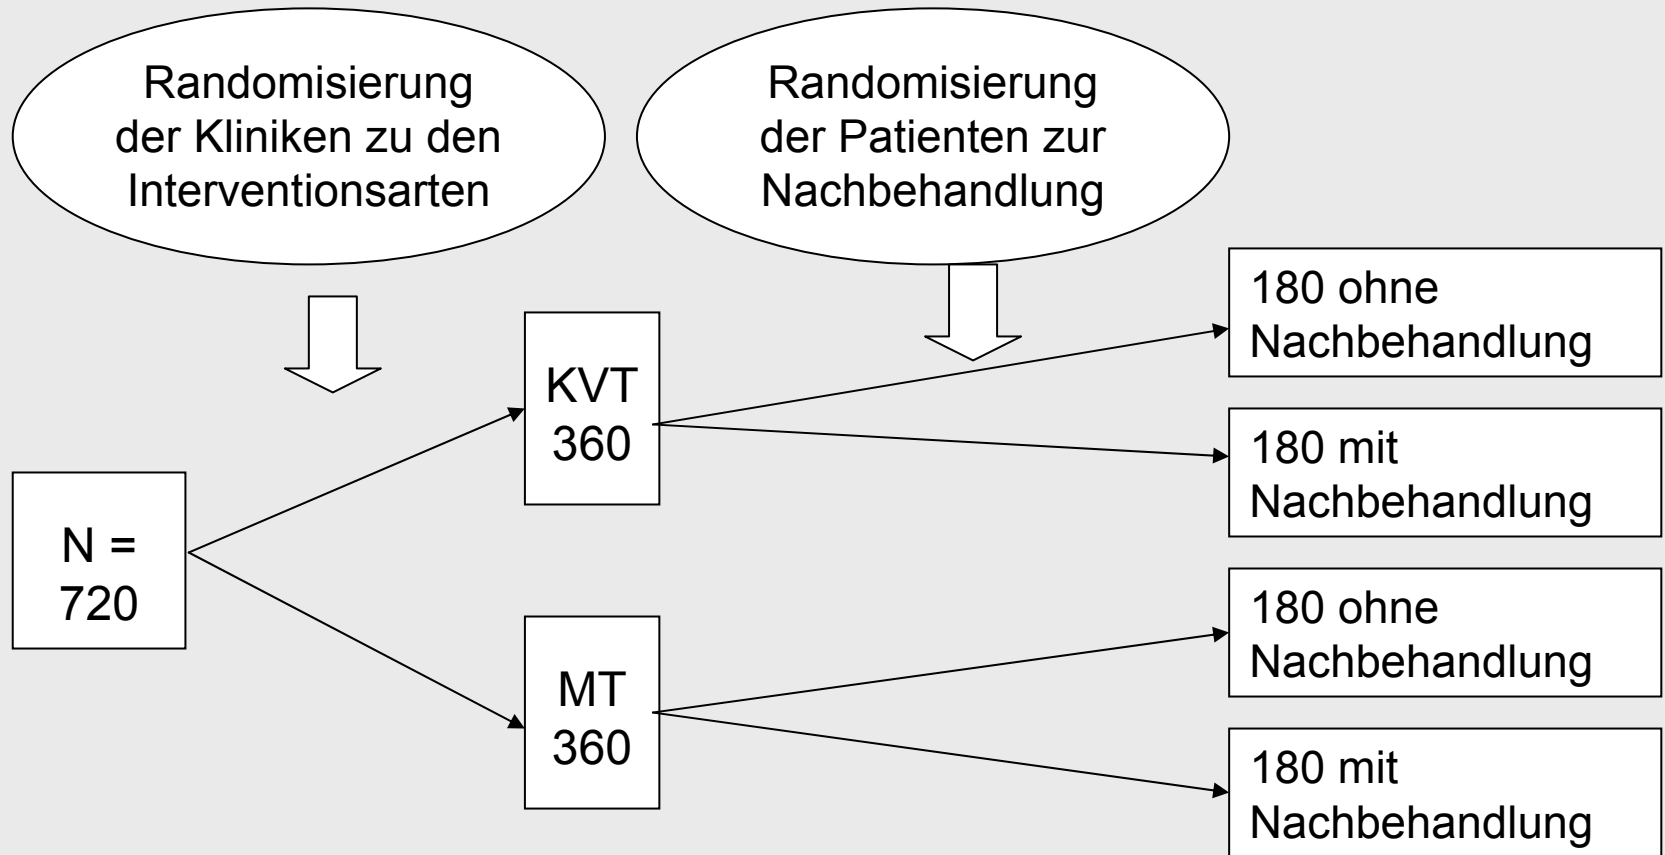 Randomisierung
der Kliniken zu den
Interventionsarten
Randomisierung
der Patienten zur
Nachbehandlung
N =
720
KVT
360
MT
360
180 ohne
Nachbehandlung
180 mit
Nachbehandlung
180 ohne
Nachbehandlung
180 mit
Nachbehandlung